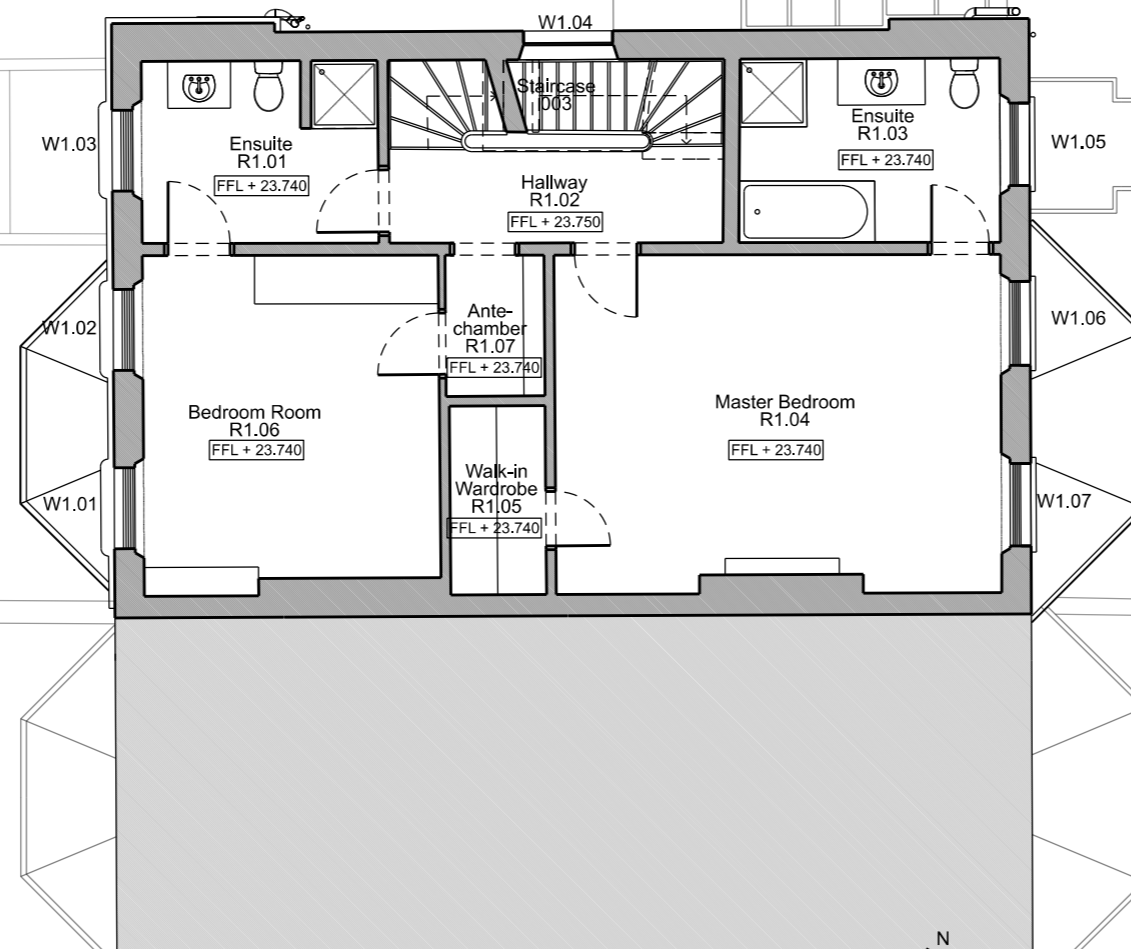 W1.04
Staircase
003
W1.03
Ensuite
R1.01
FFL + 23.740
Hallway
R1.02
FFL + 23.750
Ensuite
R1.03
FFL + 23.740
W1.05
W1.02
Ante-
chamber
R1.07
FFL + 23.740
W1.06
Bedroom Room
R1.06
FFL + 23.740
Master Bedroom
R1.04
FFL + 23.740
W1.01
Walk-in
Wardrobe
R1.05
FFL + 23.740
W1.07
N